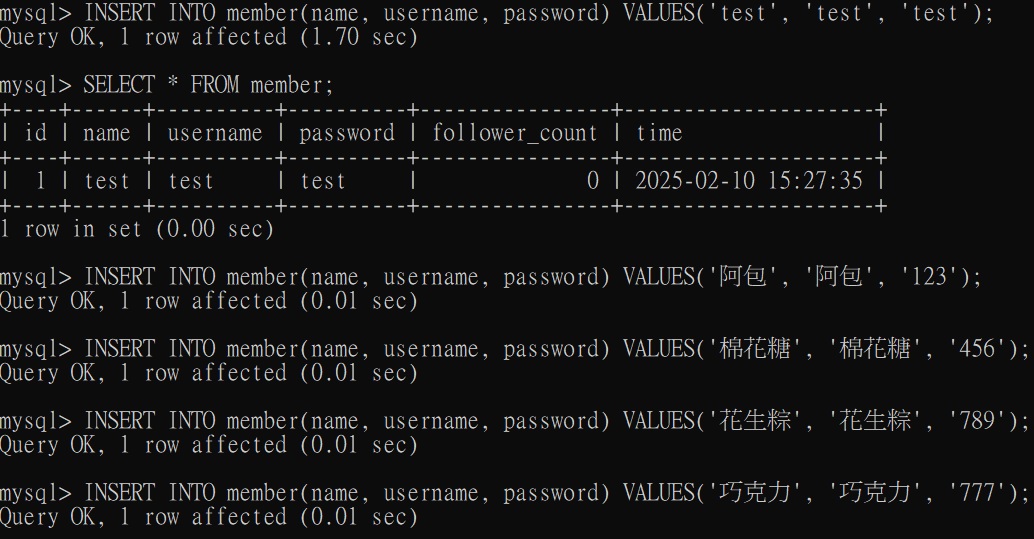 mysql> INSERT INTO member(name, username, password) VALUES('test', 'test', 'test');
Query OK, 1 row affected (1.70 sec)
mysql> SELECT * FROM member;
+----+------+----------+----------+----------------+---------------------+
| id | name | username | password | follower_count | time                |
+----+------+----------+----------+----------------+---------------------+
|  1 | test | test     | test     |              0 | 2025-02-10 15:27:35 |
+----+------+----------+----------+----------------+---------------------+
1 row in set (0.00 sec)
mysql> INSERT INTO member(name, username, password) VALUES('阿包', '阿包', '123');
Query OK, 1 row affected (0.01 sec)
mysql> INSERT INTO member(name, username, password) VALUES('棉花糖', '棉花糖', '456');
Query OK, 1 row affected (0.01 sec)
mysql> INSERT INTO member(name, username, password) VALUES('花生粽', '花生粽', '789');
Query OK, 1 row affected (0.01 sec)
mysql> INSERT INTO member(name, username, password) VALUES('巧克力', '巧克力', '777');
Query OK, 1 row affected (0.01 sec)